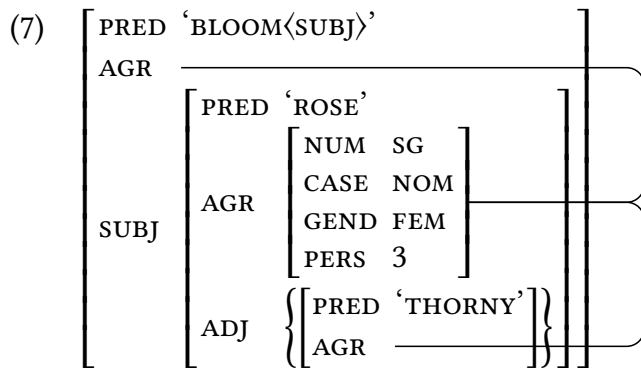 (7) PRED ‘BLOOM⟨SUBJ⟩’
AGR
PRED ‘ROSE’
NUM SG
CASE NOM
AGR
GEND FEM
SUBJ
PERS 3
PRED ‘THORNY’
ADJ
AGR